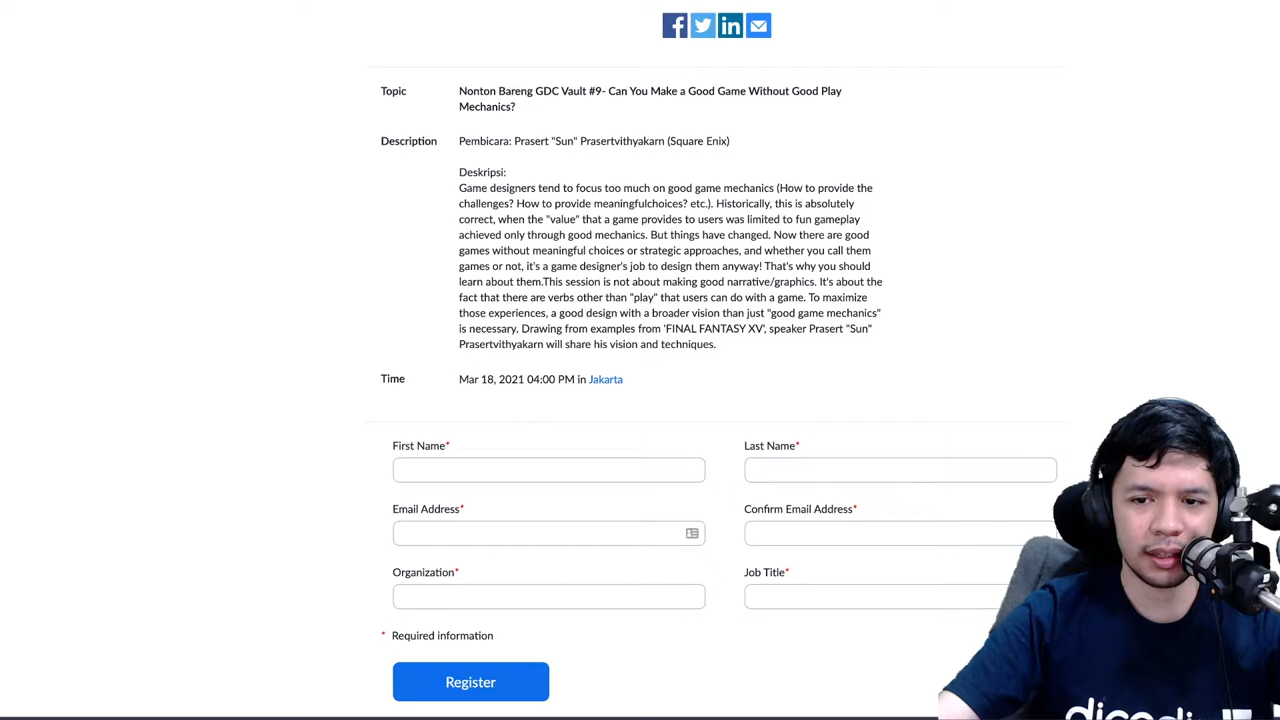 Topic
Nonton Bareng GDC Vault #9- Can You Make a Good Game Without Good Play
Mechanics?
Description
Pembicara: Prasert "Sun" Prasertvithyakarn (Square Enix)
Deskripsi:
Game designers tend to focus too much on good game mechanics (How to provide the
challenges? How to provide meaningfulchoices? etc.). Historically, this is absolutely
correct, when the "value" that a game provides to users was limited to fun gameplay
achieved only through good mechanics. But things have changed. Now there are good
games without meaningful choices or strategic approaches, and whether you call them
games or not, it's a game designer's job to design them anyway! That's why you should
learn about them.This session is not about making good narrative/graphics. It's about the
fact that there are verbs other than "play" that users can do with a game. To maximize
those experiences, a good design with a broader vision than just "good game mechanics"
is necessary. Drawing from examples from 'FINAL FANTASY XV', speaker Prasert "Sun"
Prasertvithyakarn will share his vision and techniques.
Time
Mar 18, 2021 04:00 PM in Jakarta
First Name*
Last Name*
Email Address*
Confirm Email Address*
Organization*
Job Title*
* Required information
Register